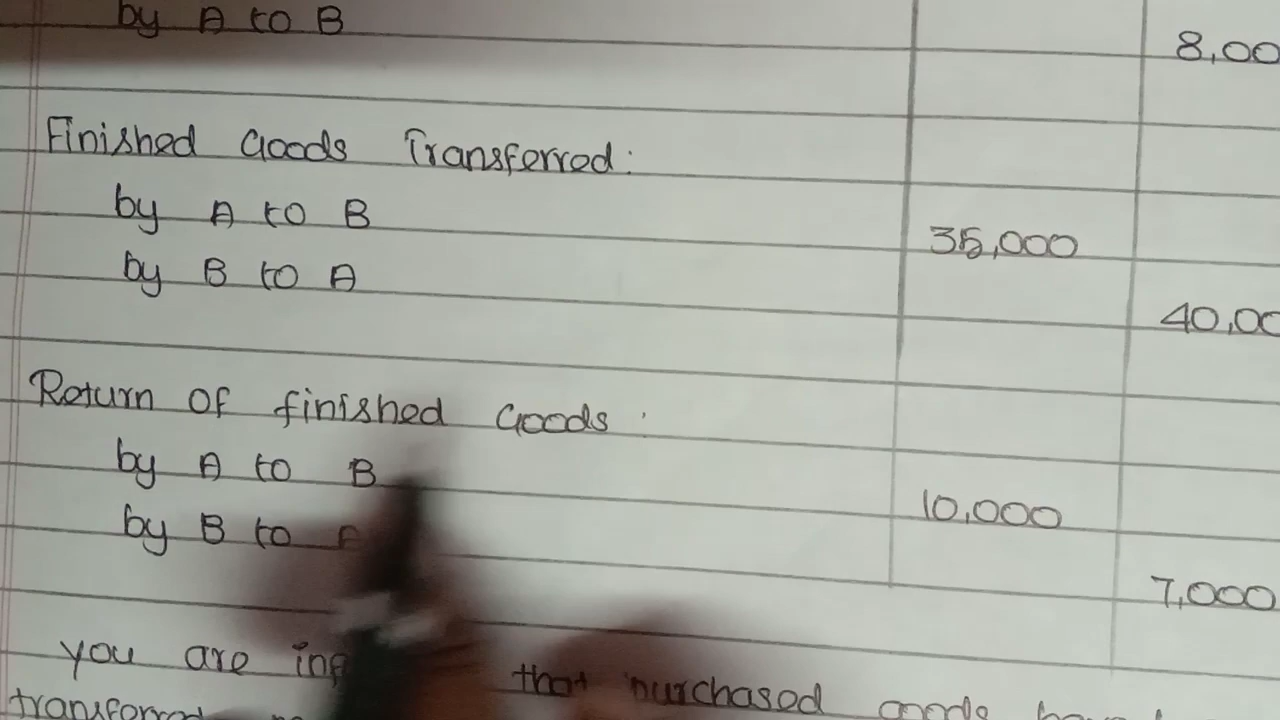 by A to B
8,00
Finished Goods Transferred:
by A to B 35,000
by B to A 40,00
Return of finished Goods:
by A to B 10,000
by B to A 7,000
you are that purchased goods
transferred